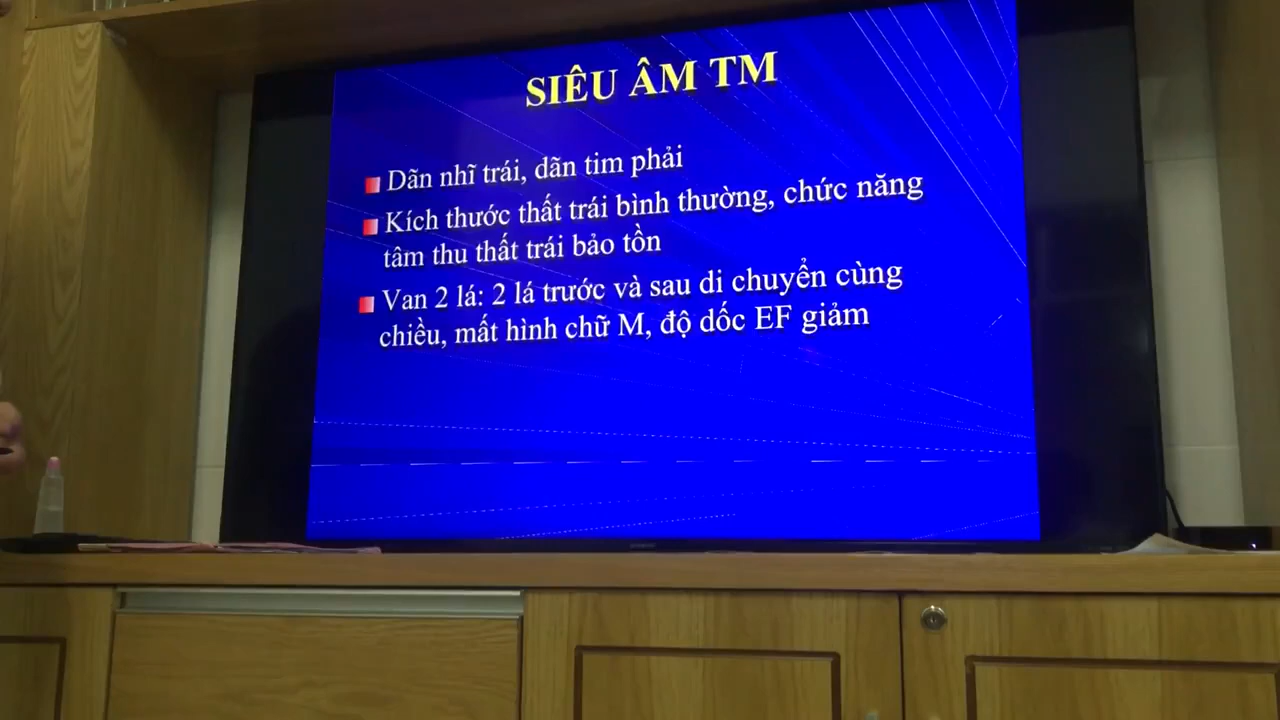 SIÊU ÂM TM
Dãn nhĩ trái, dãn tim phải
Kích thước thất trái bình thường, chức năng
tâm thu thất trái bảo tồn
Van 2 lá: 2 lá trước và sau di chuyển cùng
chiều, mất hình chữ M, độ dốc EF giảm